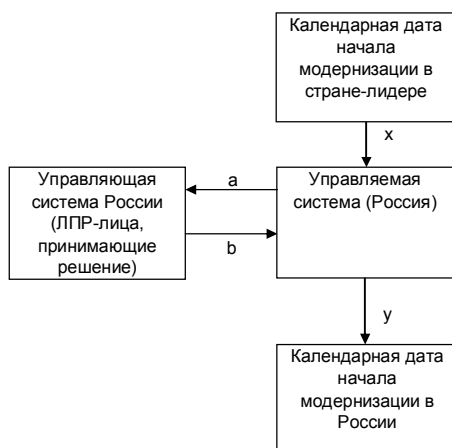 Календарная дата
начала
модернизации в
стране-лидере
x
Управляющая
система России
(ЛПР-лица,
принимающие
решение)
a
b
Управляемая
система (Россия)
y
Календарная дата
начала
модернизации в
России